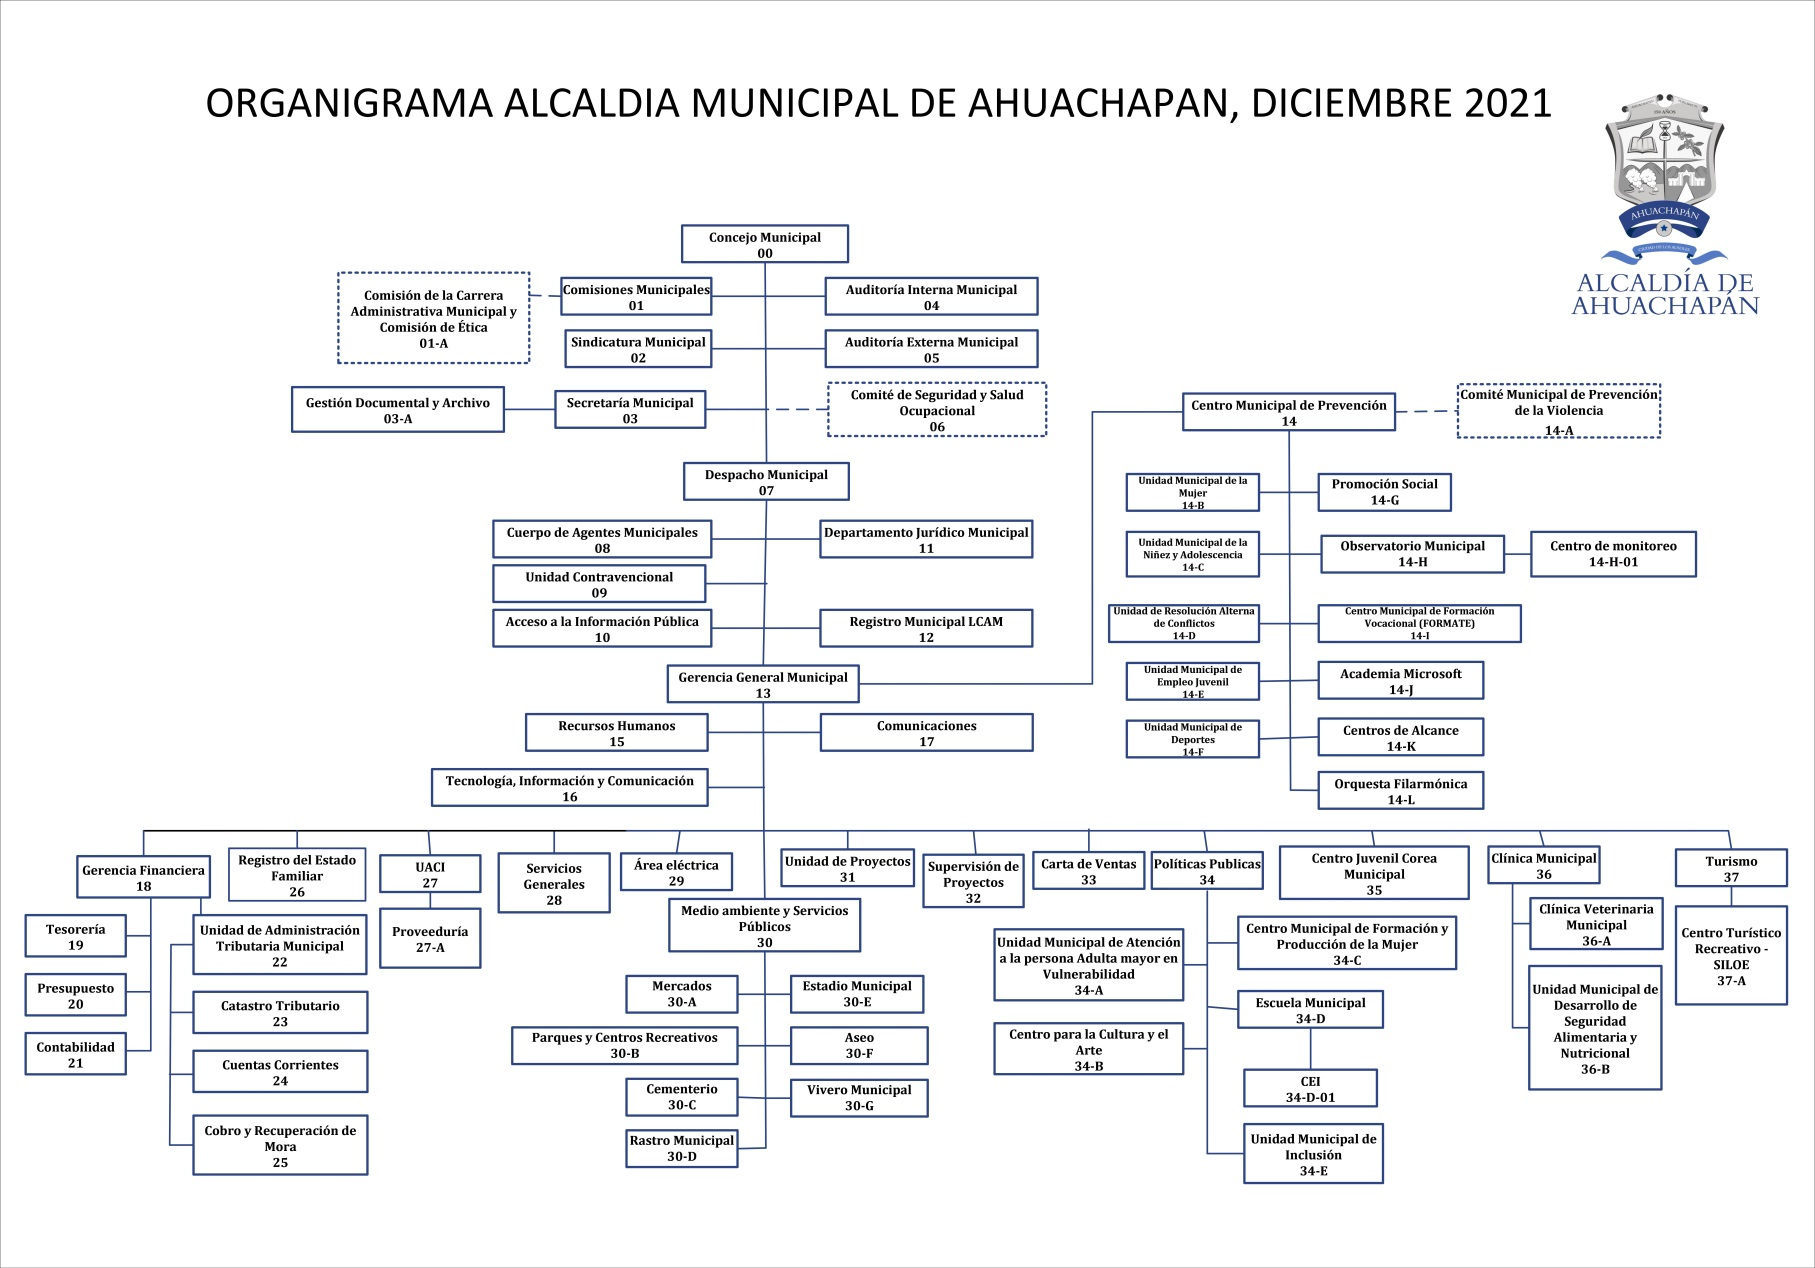 ORGANIGRAMA ALCALDIA MUNICIPAL DE AHUACHAPAN, DICIEMBRE 2021
AHUACHAPÁN
ALCALDÍA DE
AHUACHAPÁN
Concejo Municipal
00
Comisión de la Carrera
Administrativa Municipal y
Comisión de Ética
01-A
Comisiones Municipales
01
Auditoría Interna Municipal
04
Sindicatura Municipal
02
Auditoría Externa Municipal
05
Gestión Documental y Archivo
03-A
Secretaría Municipal
03
Comité de Seguridad y Salud
Ocupacional
06
Despacho Municipal
07
Cuerpo de Agentes Municipales
08
Departamento Jurídico Municipal
11
Unidad Contravencional
09
Acceso a la Información Pública
10
Registro Municipal LCAM
12
Gerencia General Municipal
13
Centro Municipal de Prevención
14
Comité Municipal de Prevención
de la Violencia
14-A
Unidad Municipal de la
Mujer
14-B
Promoción Social
14-G
Unidad Municipal de la
Niñez y Adolescencia
14-C
Observatorio Municipal
14-H
Centro de monitoreo
14-H-01
Unidad de Resolución Alterna
de Conflictos
14-D
Centro Municipal de Formación
Vocacional (FORMATE)
14-I
Unidad Municipal de
Empleo Juvenil
14-E
Academia Microsoft
14-J
Unidad Municipal de
Deportes
14-F
Centros de Alcance
14-K
Orquesta Filarmónica
14-L
Recursos Humanos
15
Comunicaciones
17
Tecnología, Información y Comunicación
16
Gerencia Financiera
18
Registro del Estado
Familiar
26
UACI
27
Servicios
Generales
28
Área eléctrica
29
Unidad de Proyectos
31
Supervisión de
Proyectos
32
Carta de Ventas
33
Políticas Publicas
34
Centro Juvenil Corea
Municipal
35
Clínica Municipal
36
Turismo
37
Tesorería
19
Presupuesto
20
Contabilidad
21
Unidad de Administración
Tributaria Municipal
22
Catastro Tributario
23
Cuentas Corrientes
24
Cobro y Recuperación de
Mora
25
Proveeduría
27-A
Medio ambiente y Servicios
Públicos
30
Mercados
30-A
Estadio Municipal
30-E
Parques y Centros Recreativos
30-B
Aseo
30-F
Cementerio
30-C
Vivero Municipal
30-G
Rastro Municipal
30-D
Unidad Municipal de Atención
a la persona Adulta mayor en
Vulnerabilidad
34-A
Centro para la Cultura y el
Arte
34-B
Centro Municipal de Formación y
Producción de la Mujer
34-C
Escuela Municipal
34-D
CEI
34-D-01
Unidad Municipal de
Inclusión
34-E
Clínica Veterinaria
Municipal
36-A
Unidad Municipal de
Desarrollo de
Seguridad
Alimentaria y
Nutricional
36-B
Centro Turístico
Recreativo -
SILOE
37-A